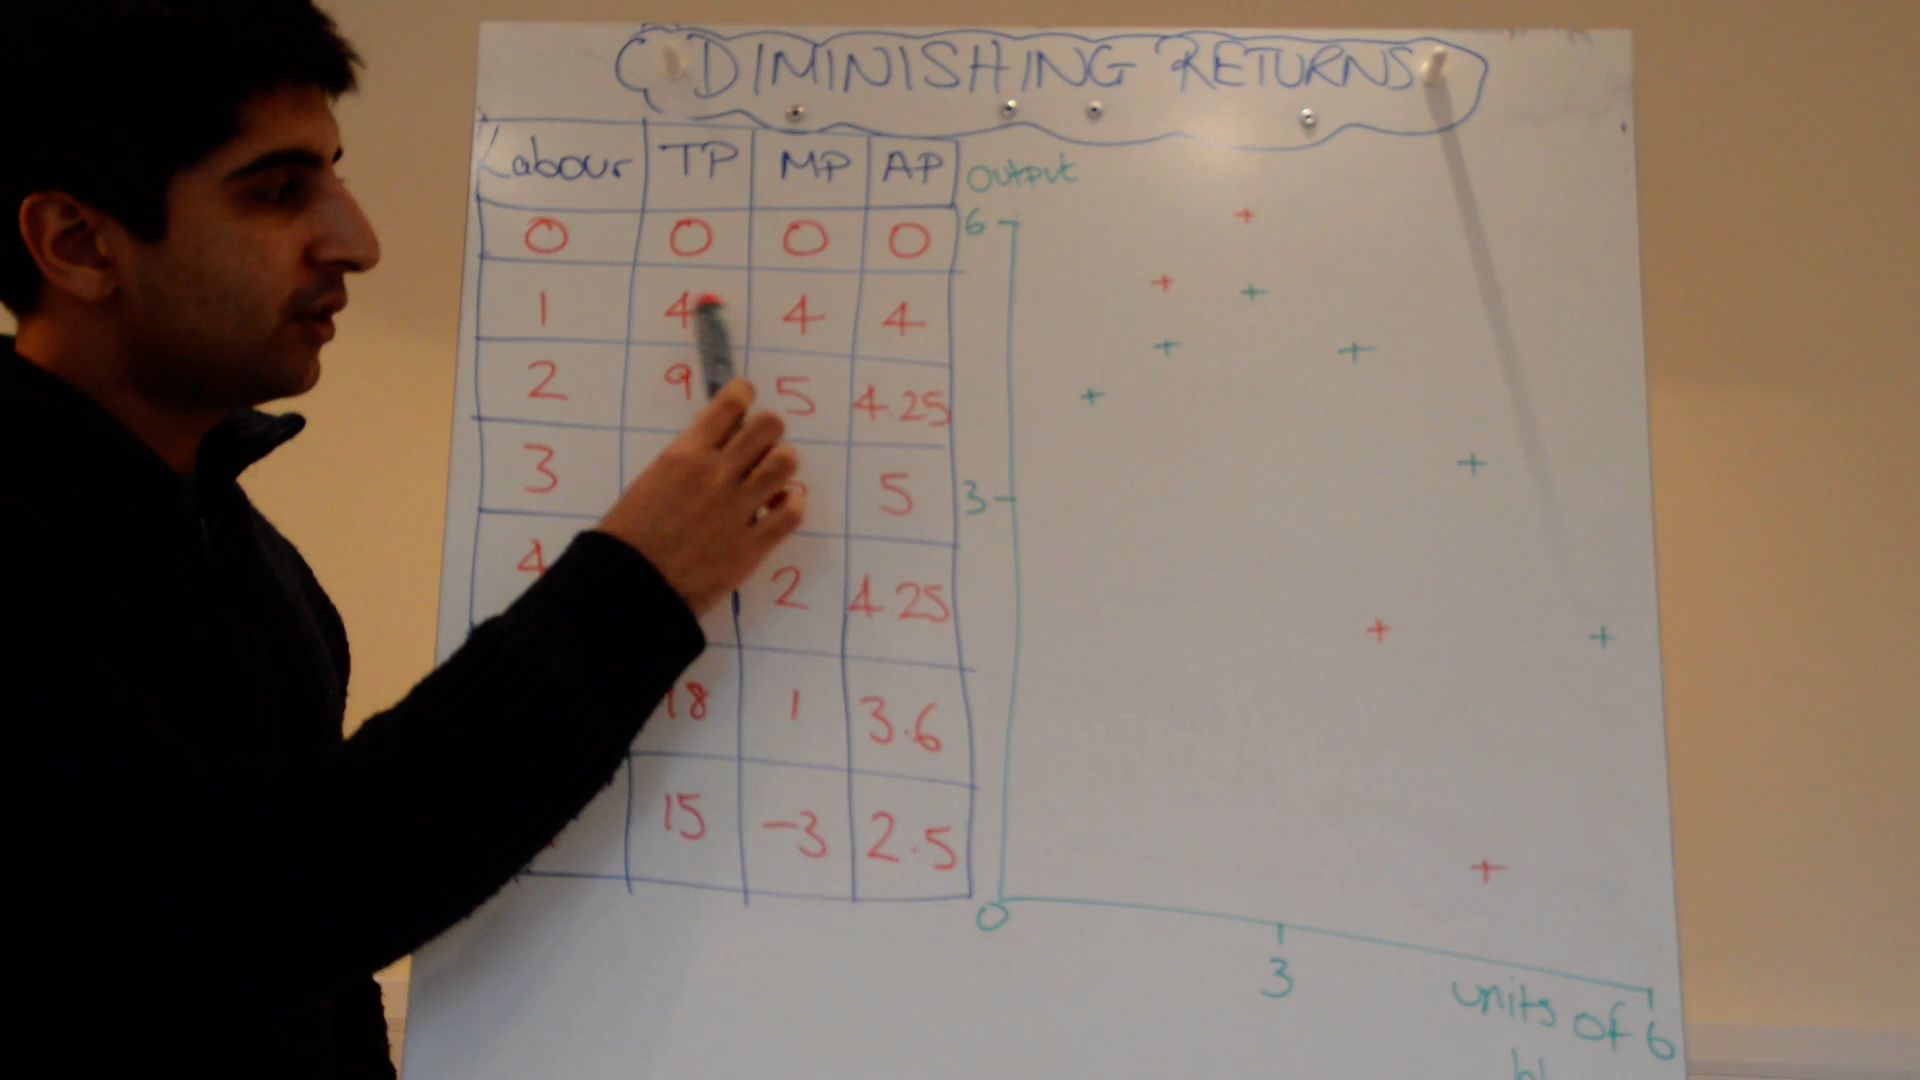 DIMINISHING RETURNS
Labour TP MP AP
0 0 0 0
1 4 4 4
2 9 5 4.25
3 5
4 2 4.25
18 1 3.6
15 -3 2.5
Output
6
3
0
3
6
units of